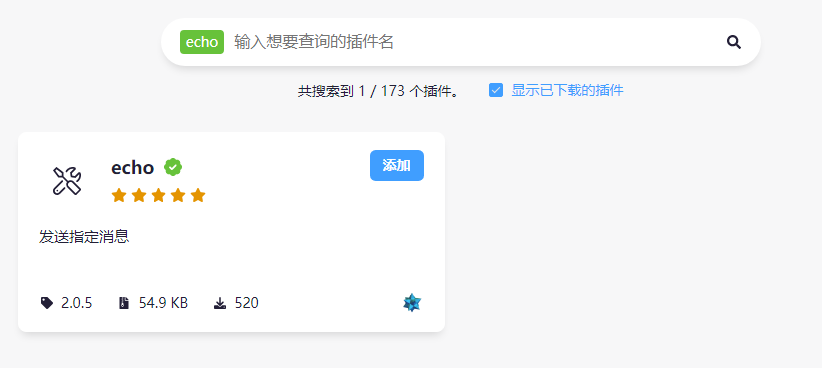 echo 输入想要查询的插件名
共搜索到 1 / 173 个插件。 显示已下载的插件
echo 添加
发送指定消息
2.0.5 54.9 KB 520